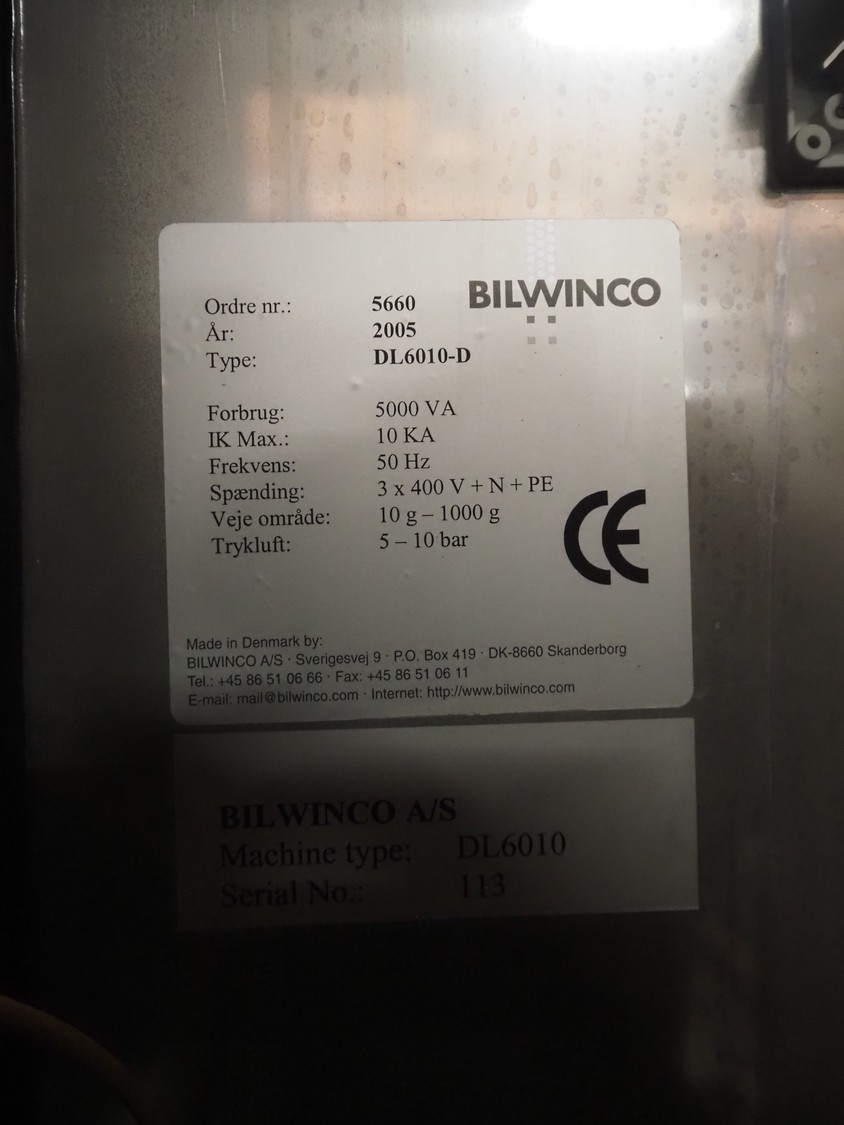 BILWINCO
Ordre nr.: 5660
År: 2005
Type: DL6010-D
Forbrug: 5000 VA
IK Max.: 10 KA
Frekvens: 50 Hz
Spænding: 3 x 400 V + N + PE
Veje område: 10 g – 1000 g
Trykluft: 5 – 10 bar
CE
Made in Denmark by:
BILWINCO A/S · Sverigesvej 9 · P.O. Box 419 · DK-8660 Skanderborg
Tel.: +45 86 51 06 66 · Fax: +45 86 51 06 11
E-mail: mail@bilwinco.com · Internet: http://www.bilwinco.com
BILWINCO A/S
Machine type: DL6010
Serial No.: 113